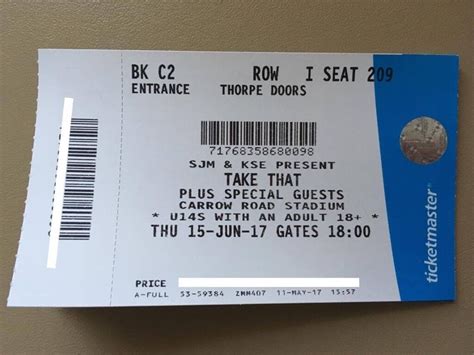 BK C2 ROW I SEAT 209
ENTRANCE THORPE DOORS
71768358680098
SJM & KSE PRESENT
TAKE THAT
PLUS SPECIAL GUESTS
CARROW ROAD STADIUM
* U14S WITH AN ADULT 18+ *
THU 15-JUN-17 GATES 18:00
PRICE
A-FULL 53-59384 ZMM407 11-MAY-17 15:57
ticketmaster